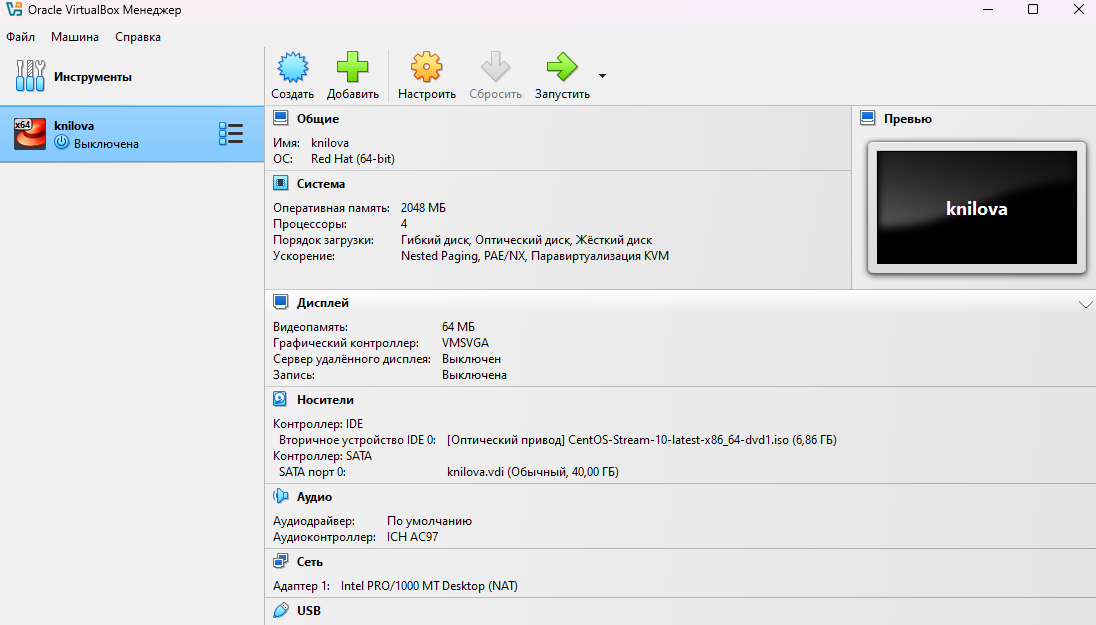 Oracle VirtualBox Менеджер
Файл Машина Справка
Инструменты
Создать Добавить Настроить Сбросить Запустить
x64
knilova
Выключена
Общие
Имя: knilova
ОС: Red Hat (64-bit)
Превью
knilova
Система
Оперативная память: 2048 МБ
Процессоры: 4
Порядок загрузки: Гибкий диск, Оптический диск, Жёсткий диск
Ускорение: Nested Paging, PAE/NX, Паравиртуализация KVM
Дисплей
Видеопамять: 64 МБ
Графический контроллер: VMSVGA
Сервер удалённого дисплея: Выключен
Запись: Выключена
Носители
Контроллер: IDE
Вторичное устройство IDE 0: [Оптический привод] CentOS-Stream-10-latest-x86_64-dvd1.iso (6,86 ГБ)
Контроллер: SATA
SATA порт 0: knilova.vdi (Обычный, 40,00 ГБ)
Аудио
Аудиодрайвер: По умолчанию
Аудиоконтроллер: ICH AC97
Сеть
Адаптер 1: Intel PRO/1000 MT Desktop (NAT)
USB